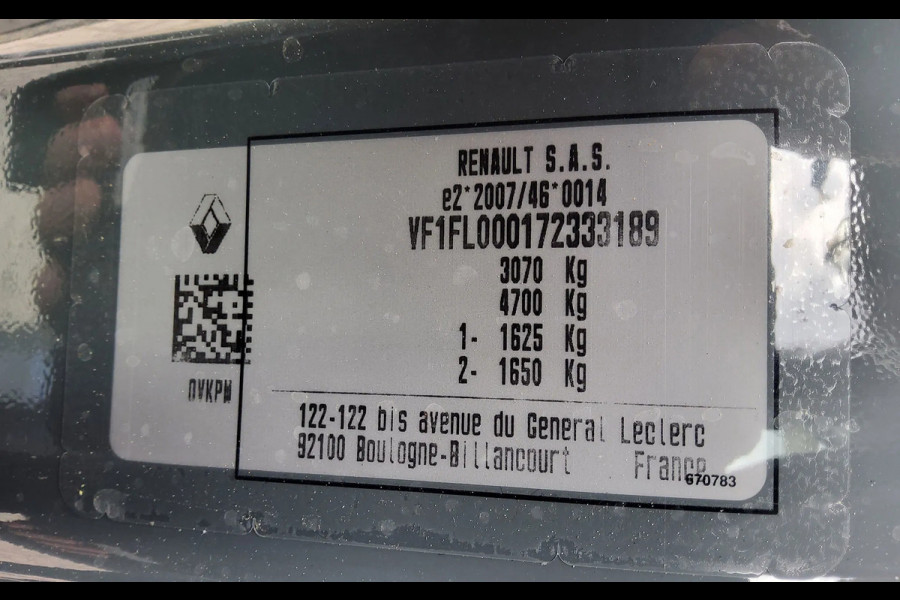 RENAULT S.A.S.
e2*2007/46*0014
VF1FL000172333189
3070 Kg
4700 Kg
1- 1625 Kg
2- 1650 Kg
OVKPM
122-122 bis avenue du General Leclerc
92100 Boulogne-Billancourt France
670783